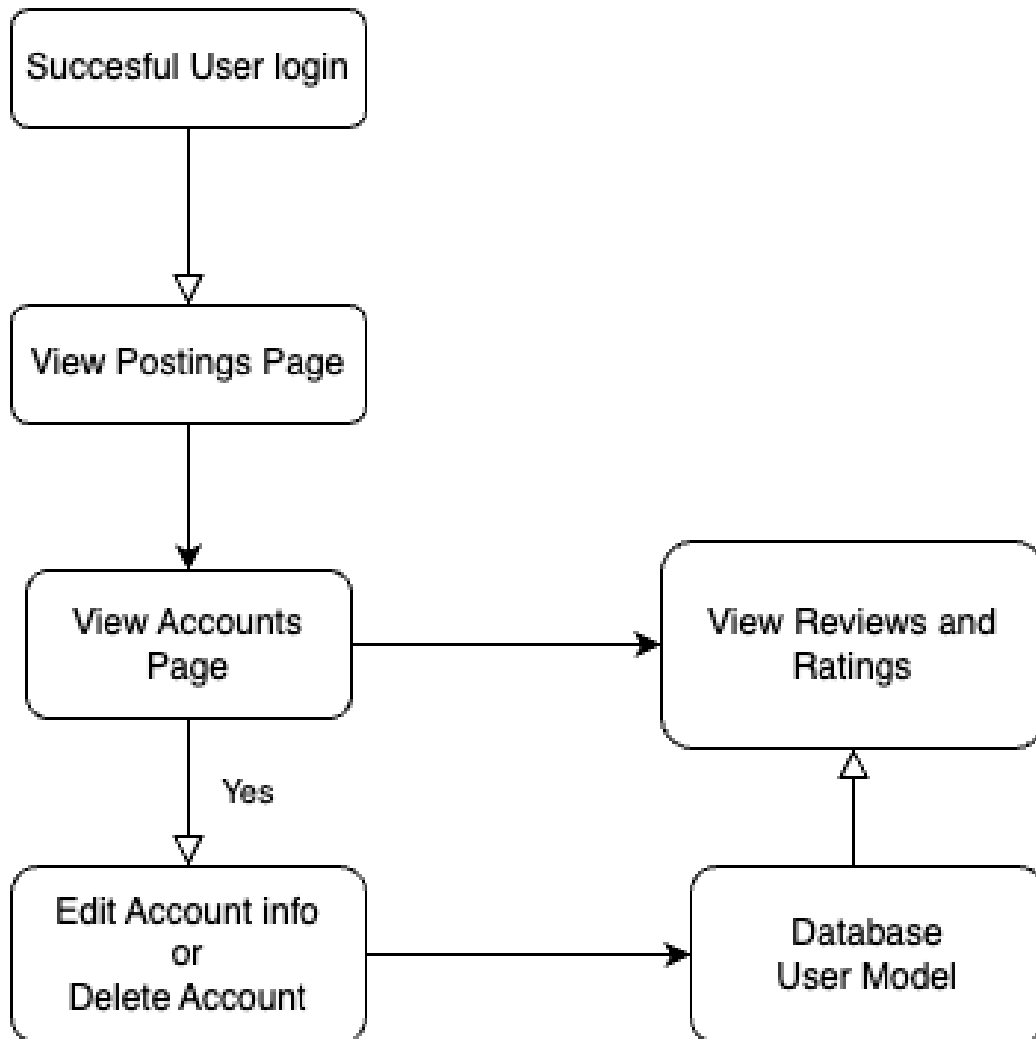 Succesful User login
View Postings Page
View Accounts
Page
View Reviews and
Ratings
Yes
Edit Account info
or
Delete Account
Database
User Model